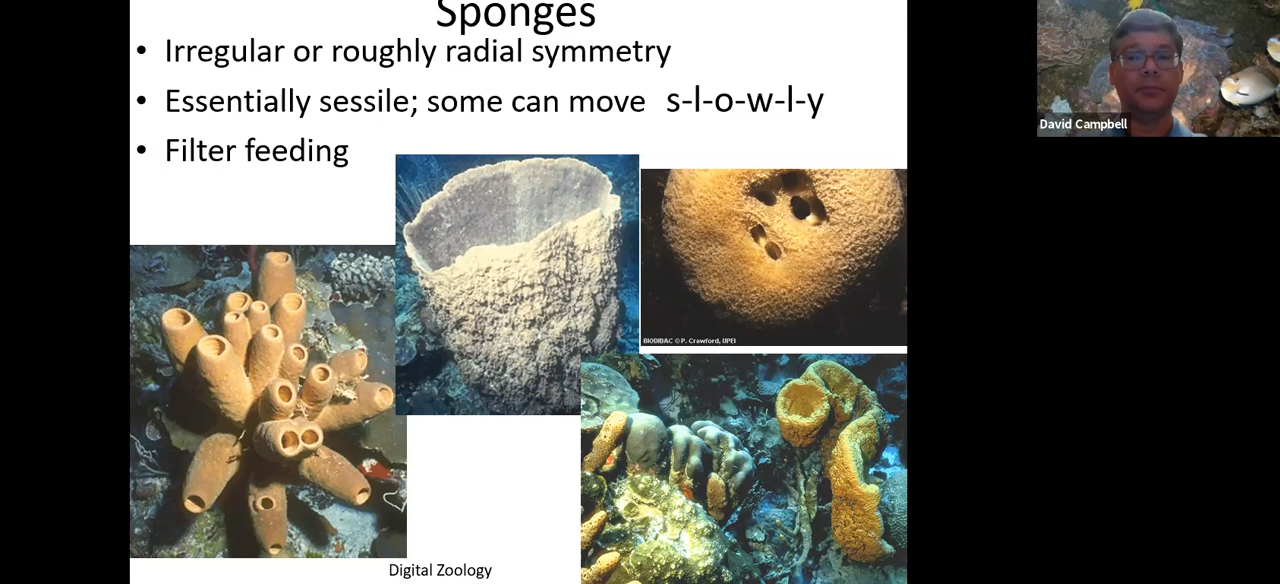 Sponges
• Irregular or roughly radial symmetry
• Essentially sessile; some can move s-l-o-w-l-y
• Filter feeding
David Campbell
BIODIDAC © P. Crawford, UPEI
Digital Zoology